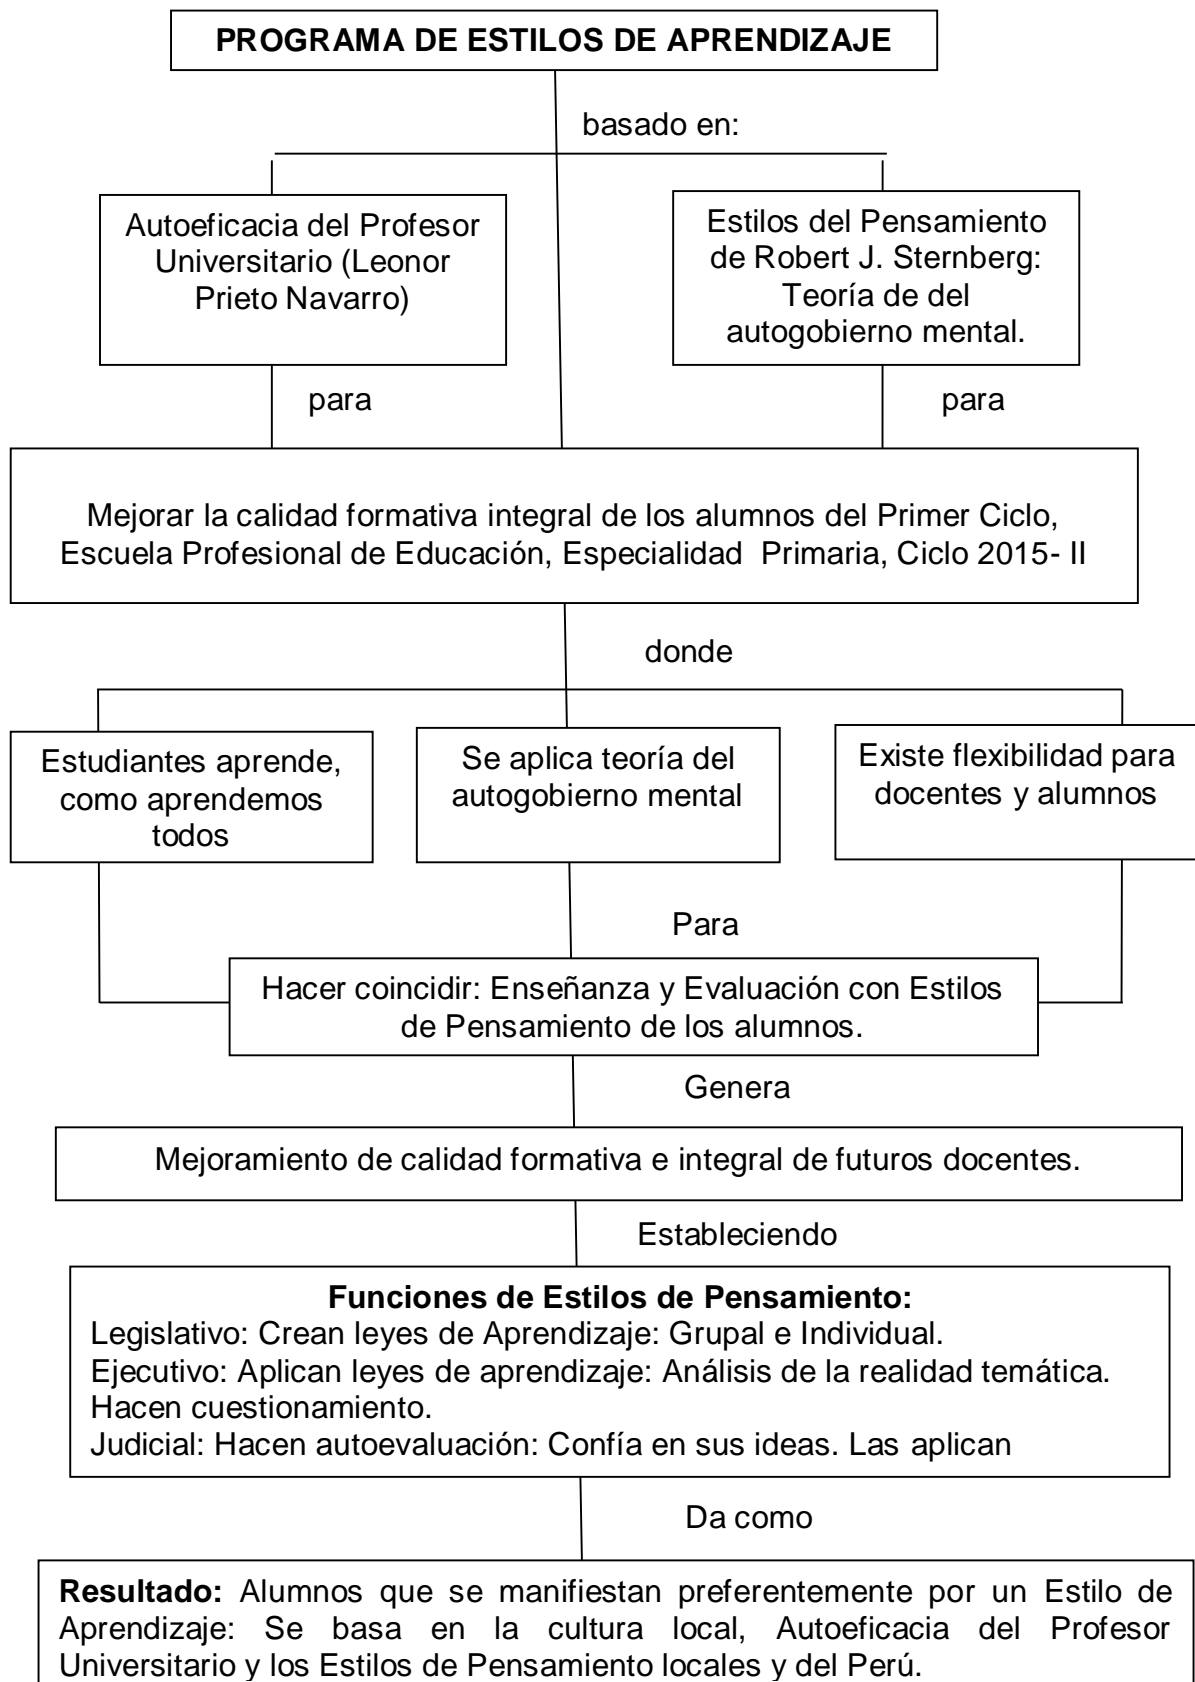 PROGRAMA DE ESTILOS DE APRENDIZAJE
basado en:
Autoeficacia del Profesor
Universitario (Leonor
Prieto Navarro)
Estilos del Pensamiento
de Robert J. Sternberg:
Teoría de del
autogobierno mental.
para
para
Mejorar la calidad formativa integral de los alumnos del Primer Ciclo,
Escuela Profesional de Educación, Especialidad Primaria, Ciclo 2015- II
donde
Estudiantes aprende,
como aprendemos
todos
Se aplica teoría del
autogobierno mental
Existe flexibilidad para
docentes y alumnos
Para
Hacer coincidir: Enseñanza y Evaluación con Estilos
de Pensamiento de los alumnos.
Genera
Mejoramiento de calidad formativa e integral de futuros docentes.
Estableciendo
Funciones de Estilos de Pensamiento:
Legislativo: Crean leyes de Aprendizaje: Grupal e Individual.
Ejecutivo: Aplican leyes de aprendizaje: Análisis de la realidad temática.
Hacen cuestionamiento.
Judicial: Hacen autoevaluación: Confía en sus ideas. Las aplican
Da como
Resultado: Alumnos que se manifiestan preferentemente por un Estilo de
Aprendizaje: Se basa en la cultura local, Autoeficacia del Profesor
Universitario y los Estilos de Pensamiento locales y del Perú.